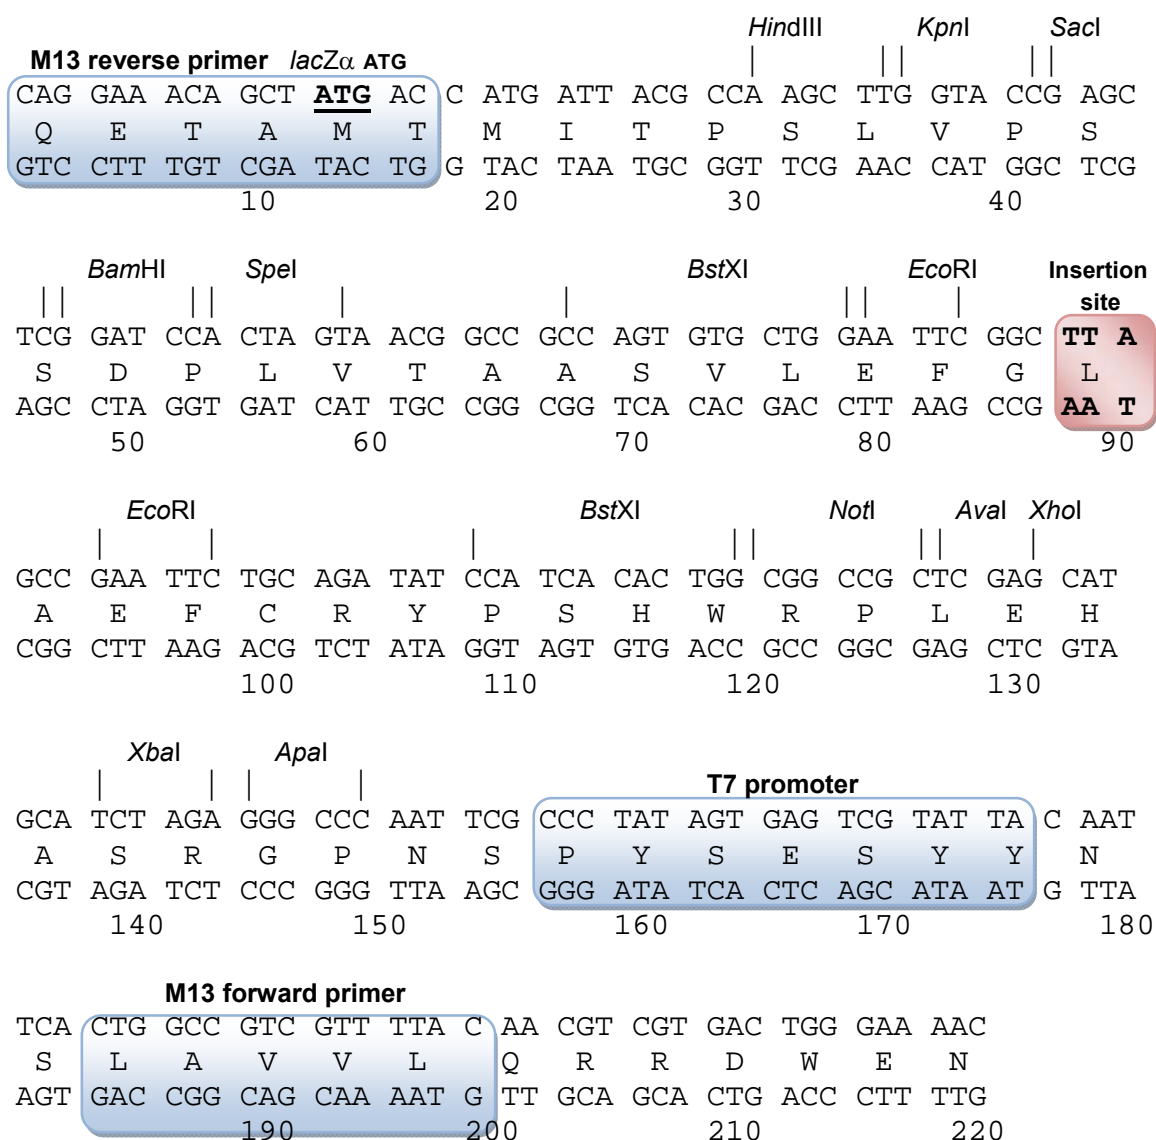 HindIII KpnI SacI
M13 reverse primer lacZα ATG
CAG GAA ACA GCT ATG AC C ATG ATT ACG CCA AGC TTG GTA CCG AGC
Q E T A M T M I T P S L V P S
GTC CTT TGT CGA TAC TG G TAC TAA TGC GGT TCG AAC CAT GGC TCG
10 20 30 40
BamHI SpeI BstXI EcoRI Insertion
site
TCG GAT CCA CTA GTA ACG GCC GCC AGT GTG CTG GAA TTC GGC TT A
S D P L V T A A S V L E F G L
AGC CTA GGT GAT CAT TGC CGG CGG TCA CAC GAC CTT AAG CCG AA T
50 60 70 80 90
EcoRI BstXI NotI AvaI XhoI
GCC GAA TTC TGC AGA TAT CCA TCA CAC TGG CGG CCG CTC GAG CAT
A E F C R Y P S H W R P L E H
CGG CTT AAG ACG TCT ATA GGT AGT GTG ACC GCC GGC GAG CTC GTA
100 110 120 130
XbaI ApaI
T7 promoter
GCA TCT AGA GGG CCC AAT TCG CCC TAT AGT GAG TCG TAT TA C AAT
A S R G P N S P Y S E S Y Y N
CGT AGA TCT CCC GGG TTA AGC GGG ATA TCA CTC AGC ATA AT G TTA
140 150 160 170 180
M13 forward primer
TCA CTG GCC GTC GTT TTA C AA CGT CGT GAC TGG GAA AAC
S L A V V L Q R R D W E N
AGT GAC CGG CAG CAA AAT G TT GCA GCA CTG ACC CTT TTG
190 200 210 220